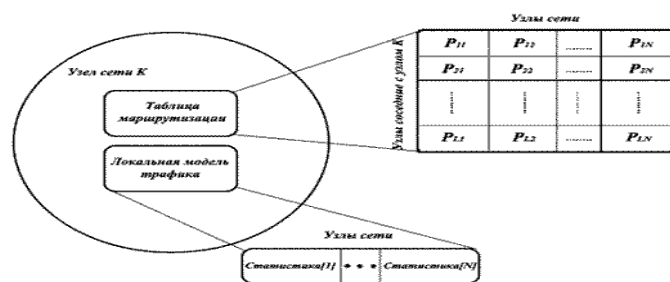 Узлы сети
Узлы соседние с узлом К
P11 P12 ........ P1N
P21 P22 ........ P2N
PL1 PL2 ........ PLN
Узел сети К
Таблица
маршрутизации
Локальная модель
трафика
Узлы сети
Статистика[1] • • • Статистика[N]